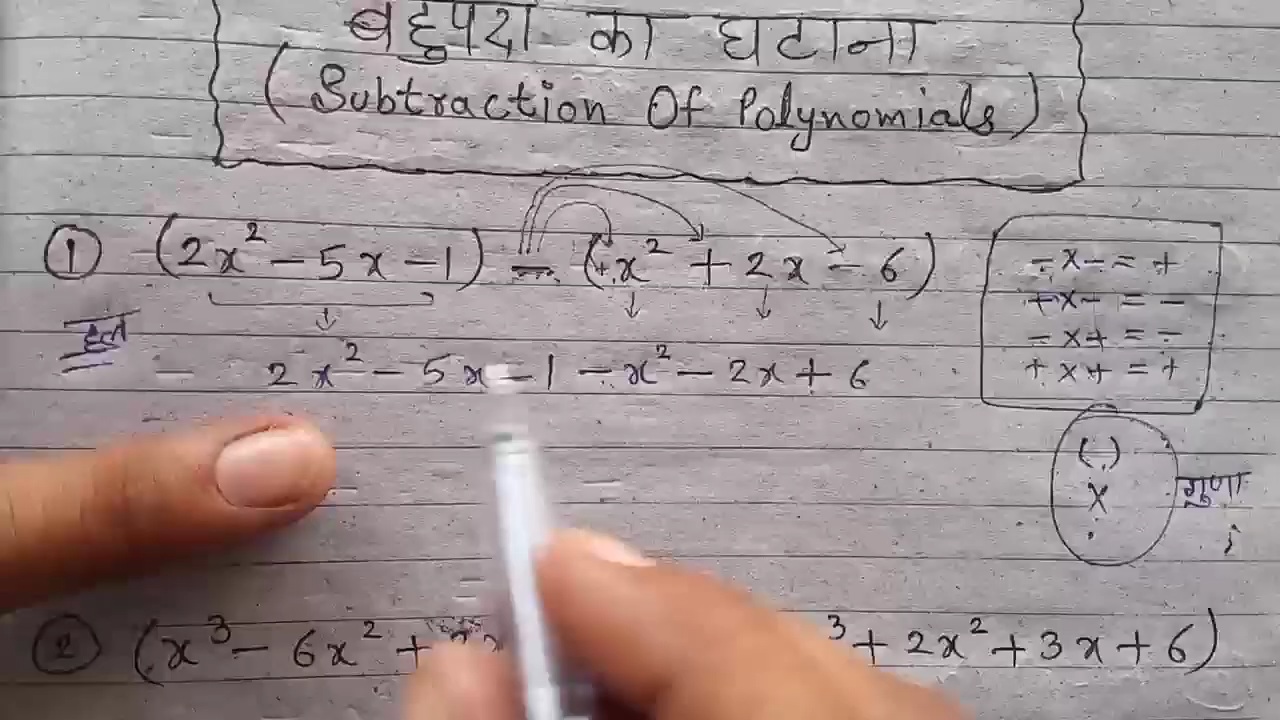 बहुपदों का घटाना
(Subtraction Of Polynomials)
① (2x² - 5x - 1) - (+x² + 2x - 6)
हल 2x² - 5x - 1 - x² - 2x + 6
- x - = +
+ x - = -
- x + = -
+ x + = +
(.)
X
.
गुणा
② (x³ - 6x² + ³ + 2x² + 3x + 6)